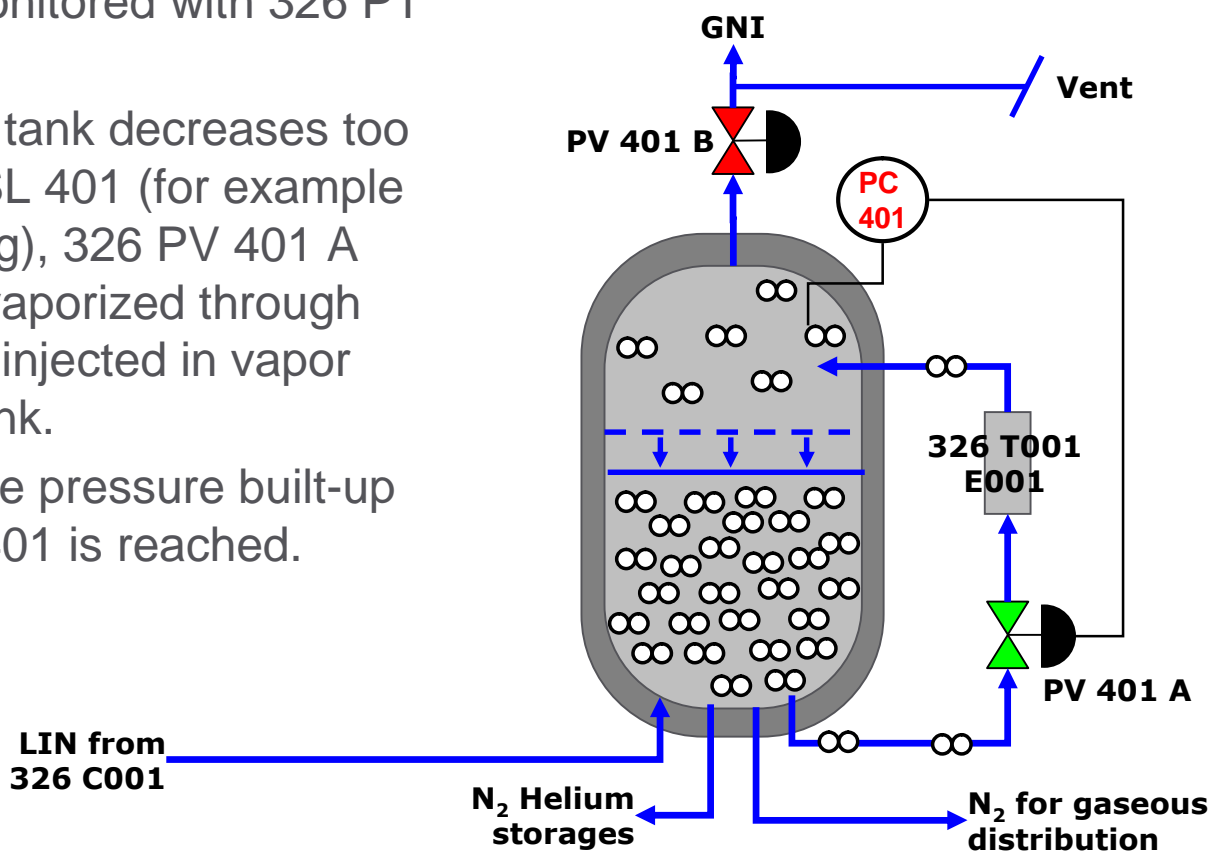 onitored with 326 PT
tank decreases too
SL 401 (for example
g), 326 PV 401 A
vaporized through
injected in vapor
nk.
e pressure built-up
01 is reached.
GNI
Vent
PV 401 B
PC
401
326 T001
E001
PV 401 A
LIN from
326 C001
N₂ Helium
storages
N₂ for gaseous
distribution